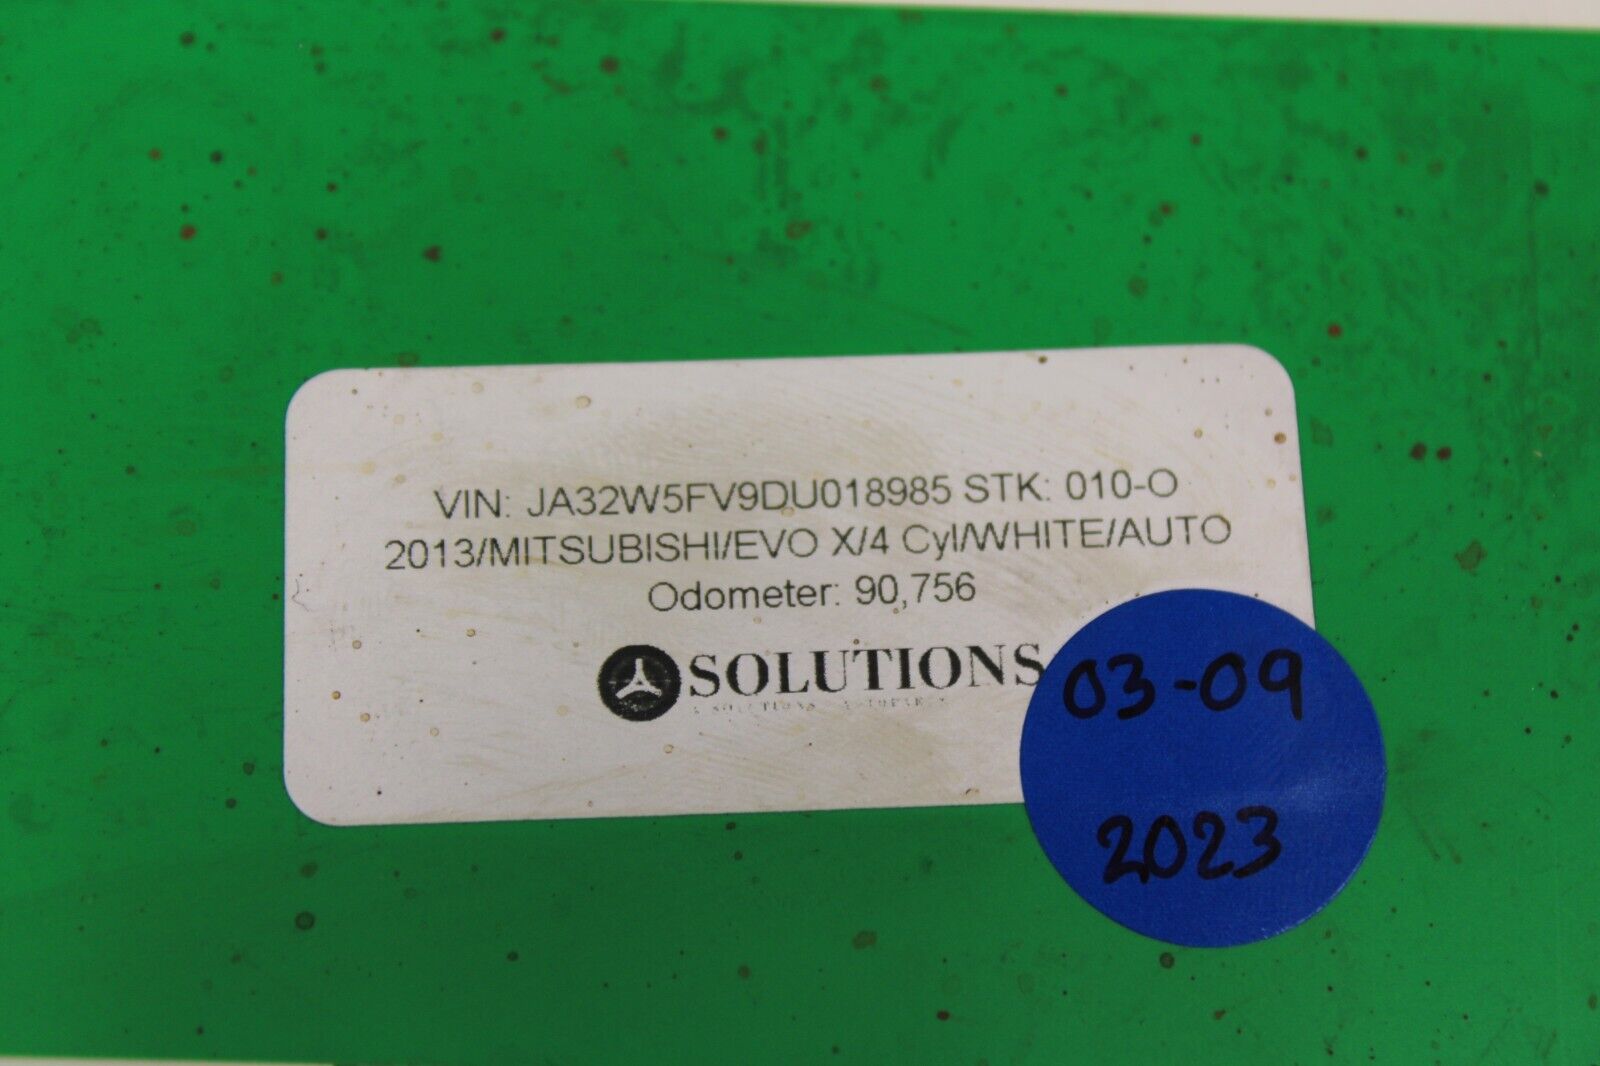 VIN: JA32W5FV9DU018985 STK: 010-O
2013/MITSUBISHI/EVO X/4 Cyl/WHITE/AUTO
Odometer: 90,756
SOLUTIONS
03-09
2023